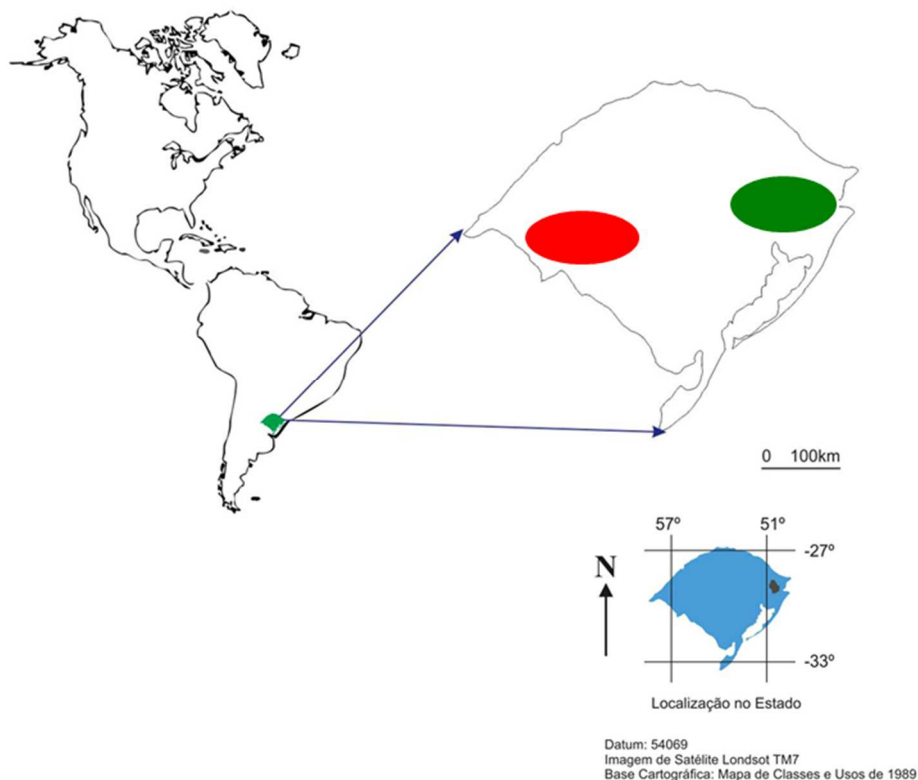 0 100km
57º 51º
-27º
N
-33º
Localização no Estado
Datum: 54069
Imagem de Satélite Londsot TM7
Base Cartográfica: Mapa de Classes e Usos de 1989